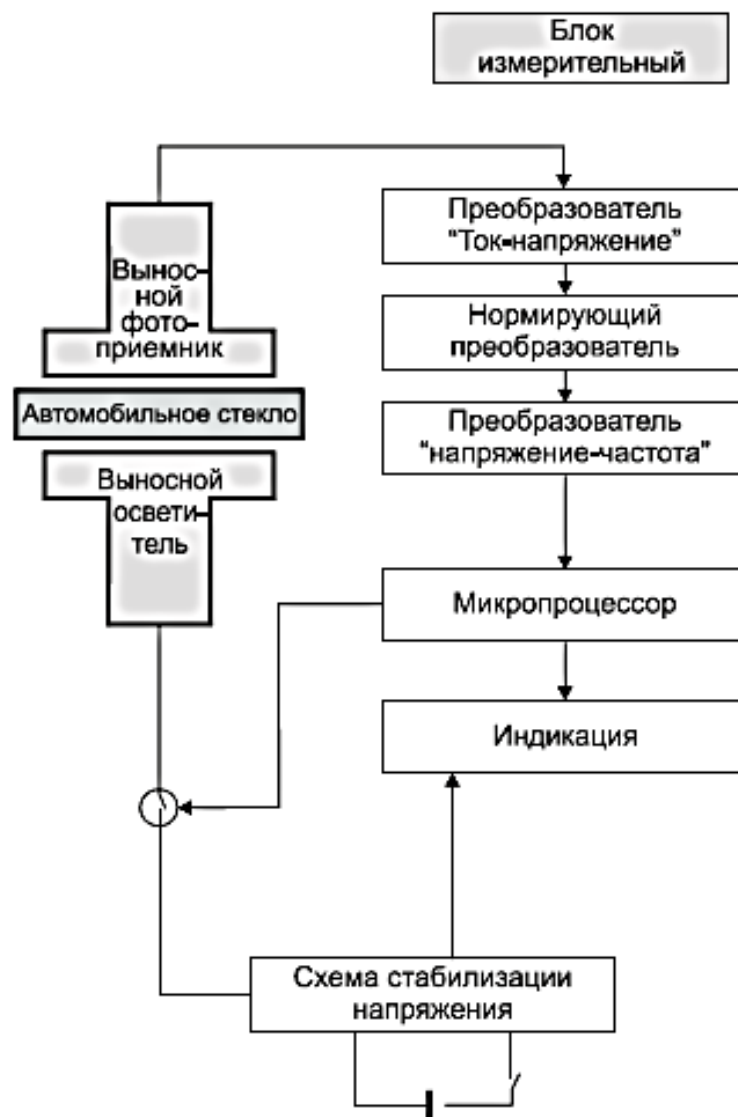 Блок
измерительный
Преобразователь
“Ток-напряжение”
Вынос-
ной
фото-
приемник
Нормирующий
преобразователь
Автомобильное стекло
Преобразователь
“напряжение-частота”
Выносной
освети-
тель
Микропроцессор
Индикация
Схема стабилизации
напряжения